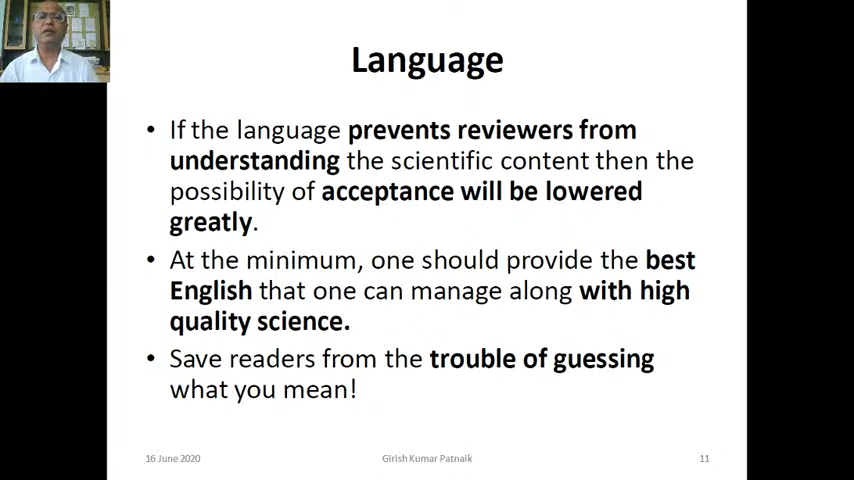 Language
• If the language prevents reviewers from
understanding the scientific content then the
possibility of acceptance will be lowered
greatly.
• At the minimum, one should provide the best
English that one can manage along with high
quality science.
• Save readers from the trouble of guessing
what you mean!
16 June 2020
Girish Kumar Patnaik
11